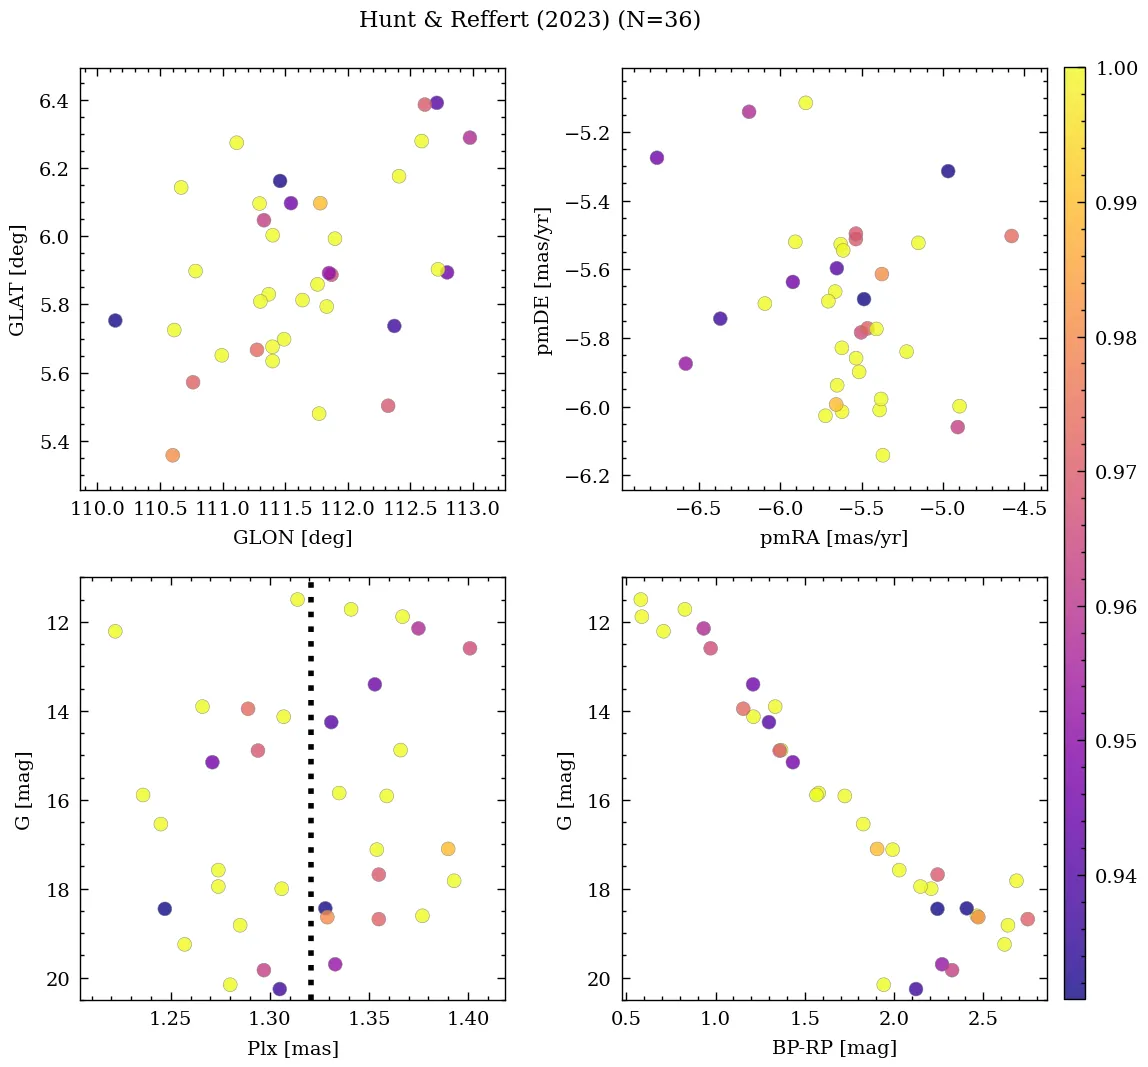 Hunt & Reffert (2023) (N=36)
6.4
6.2
6.0
5.8
5.6
5.4
GLAT [deg]
110.0 110.5 111.0 111.5 112.0 112.5 113.0
GLON [deg]
−5.2
−5.4
−5.6
−5.8
−6.0
−6.2
pmDE [mas/yr]
−6.5 −6.0 −5.5 −5.0 −4.5
pmRA [mas/yr]
1.00
0.99
0.98
0.97
0.96
0.95
0.94
12
14
16
18
20
G [mag]
1.25 1.30 1.35 1.40
Plx [mas]
12
14
16
18
20
G [mag]
0.5 1.0 1.5 2.0 2.5
BP-RP [mag]